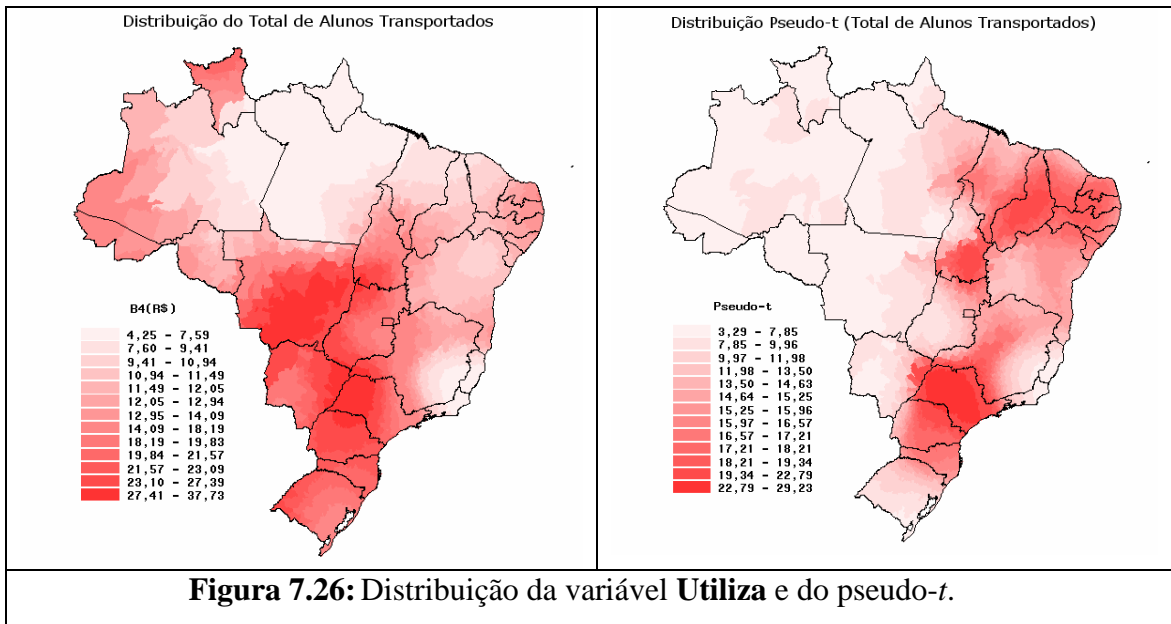 Distribuição do Total de Alunos Transportados
B4(R$)
4,25 - 7,59
7,60 - 9,41
9,41 - 10,94
10,94 - 11,49
11,49 - 12,05
12,05 - 12,94
12,95 - 14,09
14,09 - 18,19
18,19 - 19,83
19,84 - 21,57
21,57 - 23,09
23,10 - 27,39
27,41 - 37,73
Distribuição Pseudo-t (Total de Alunos Transportados)
Pseudo-t
3,29 - 7,85
7,85 - 9,96
9,97 - 11,98
11,98 - 13,50
13,50 - 14,63
14,64 - 15,25
15,25 - 15,96
15,97 - 16,57
16,57 - 17,21
17,21 - 18,21
18,21 - 19,34
19,34 - 22,79
22,79 - 29,23
Figura 7.26: Distribuição da variável Utiliza e do pseudo-t.